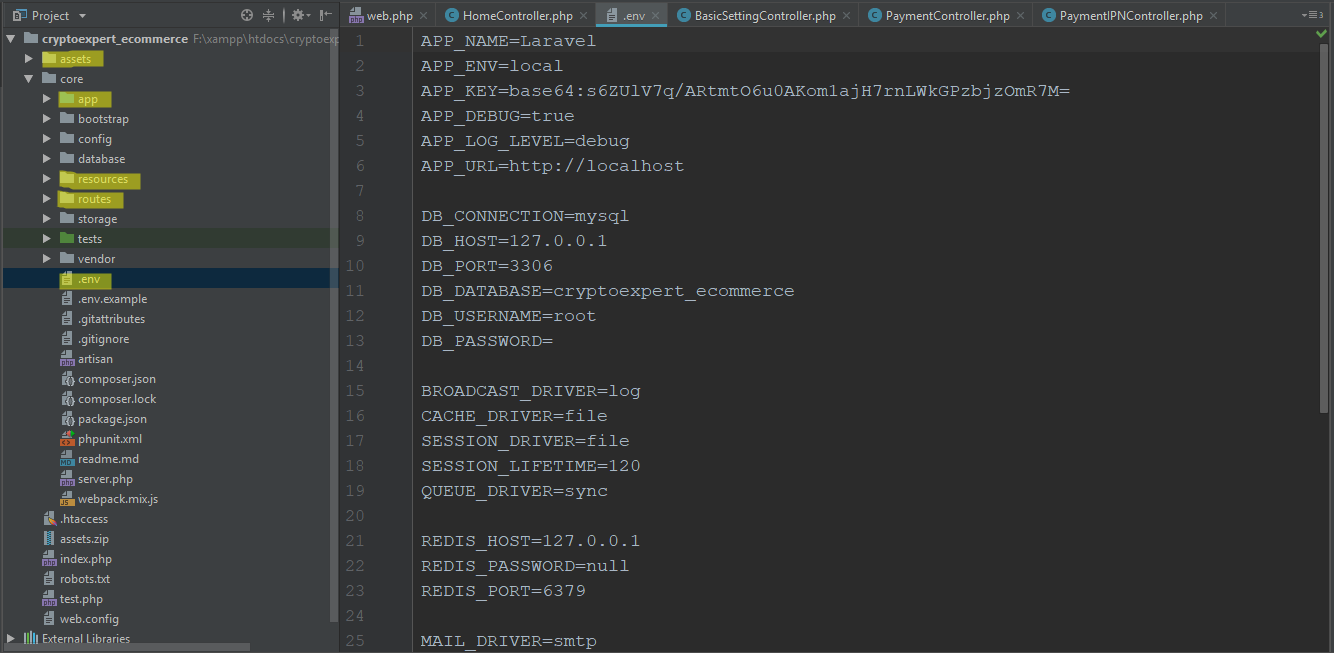 Project
web.php
HomeController.php
.env
BasicSettingController.php
PaymentController.php
PaymentIPNController.php
3
cryptoexpert_ecommerce F:\xampp\htdocs\cryptoexp
assets
core
app
bootstrap
config
database
resources
routes
storage
tests
vendor
.env
.env.example
.gitattributes
.gitignore
artisan
composer.json
composer.lock
package.json
phpunit.xml
readme.md
server.php
webpack.mix.js
.htaccess
assets.zip
index.php
robots.txt
test.php
web.config
External Libraries
1 APP_NAME=Laravel
2 APP_ENV=local
3 APP_KEY=base64:s6ZUlV7q/ARtmtO6u0AKom1ajH7rnLWkGPzbjzOmR7M=
4 APP_DEBUG=true
5 APP_LOG_LEVEL=debug
6 APP_URL=http://localhost
7
8 DB_CONNECTION=mysql
9 DB_HOST=127.0.0.1
10 DB_PORT=3306
11 DB_DATABASE=cryptoexpert_ecommerce
12 DB_USERNAME=root
13 DB_PASSWORD=
14
15 BROADCAST_DRIVER=log
16 CACHE_DRIVER=file
17 SESSION_DRIVER=file
18 SESSION_LIFETIME=120
19 QUEUE_DRIVER=sync
20
21 REDIS_HOST=127.0.0.1
22 REDIS_PASSWORD=null
23 REDIS_PORT=6379
24
25 MAIL_DRIVER=smtp